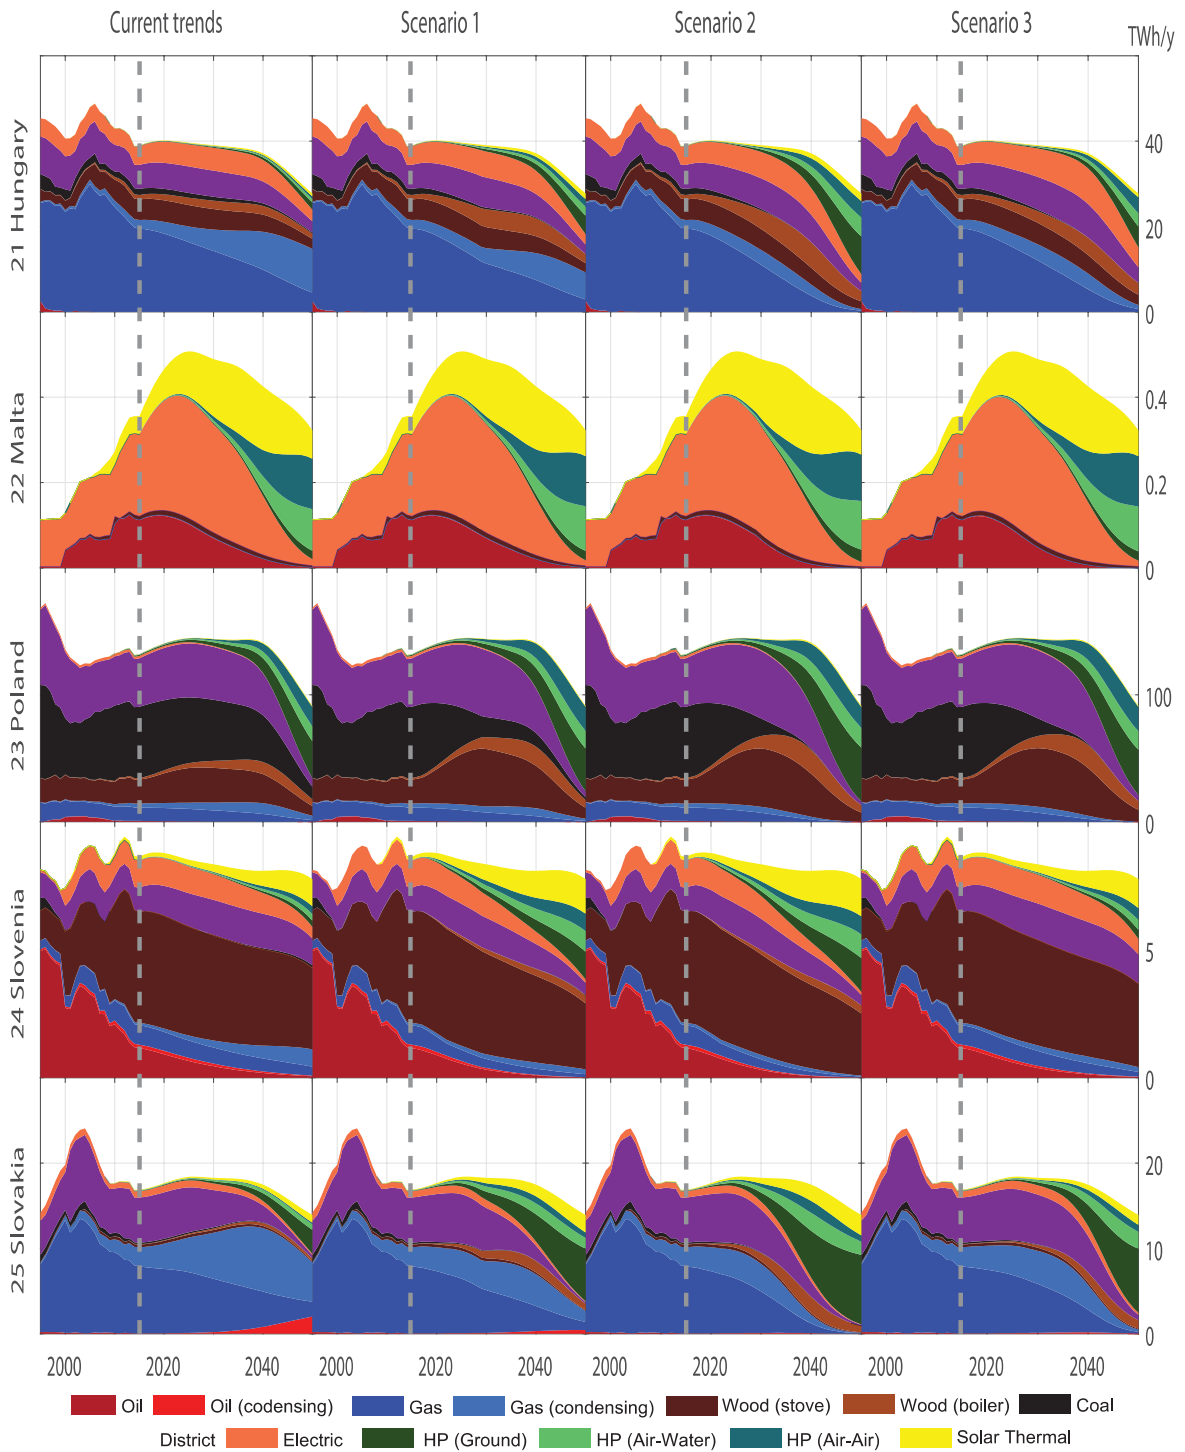 Current trends Scenario 1 Scenario 2 Scenario 3
TWh/y
21 Hungary
40
20
0
22 Malta
0.4
0.2
0
23 Poland
100
0
24 Slovenia
5
0
25 Slovakia
20
10
0
2000 2020 2040 2000 2020 2040 2000 2020 2040 2000 2020 2040
Oil Oil (codensing) Gas Gas (condensing) Wood (stove) Wood (boiler) Coal
District Electric HP (Ground) HP (Air-Water) HP (Air-Air) Solar Thermal